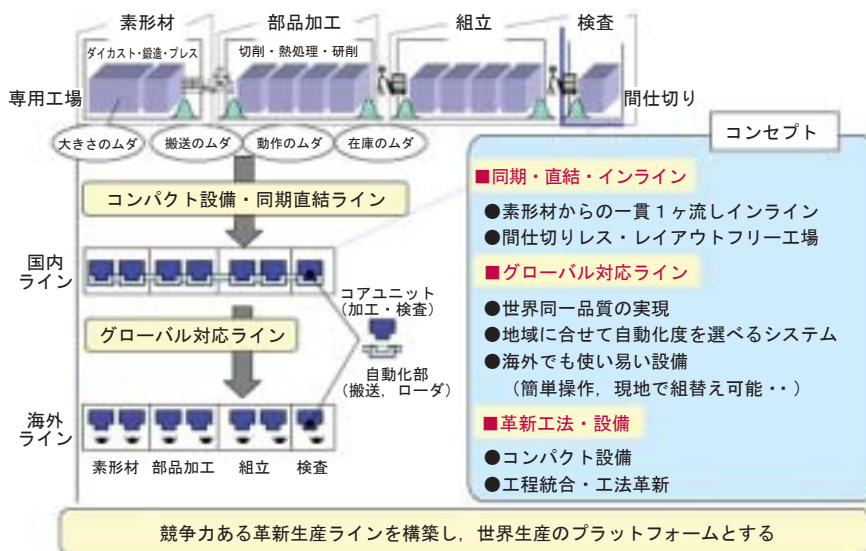 素形材
部品加工
組立
検査
ダイカスト・鍛造・プレス
切削・熱処理・研削
専用工場
間仕切り
大きさのムダ
搬送のムダ
動作のムダ
在庫のムダ
コンパクト設備・同期直結ライン
国内
ライン
コアユニット
(加工・検査)
グローバル対応ライン
自動化部
(搬送，ローダ)
海外
ライン
素形材
部品加工
組立
検査
コンセプト
■同期・直結・インライン
●素形材からの一貫１ヶ流しインライン
●間仕切りレス・レイアウトフリー工場
■グローバル対応ライン
●世界同一品質の実現
●地域に合せて自動化度を選べるシステム
●海外でも使い易い設備
(簡単操作，現地で組替え可能・・)
■革新工法・設備
●コンパクト設備
●工程統合・工法革新
競争力ある革新生産ラインを構築し，世界生産のプラットフォームとする